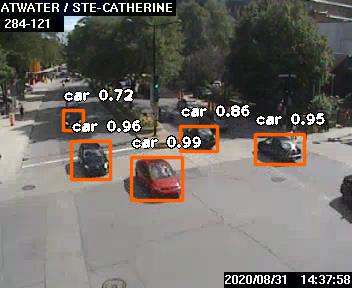 ATWATER / STE-CATHERINE
284-121
car 0.72
car 0.86
car 0.95
car 0.96
car 0.99
2020/08/31 14:37:58